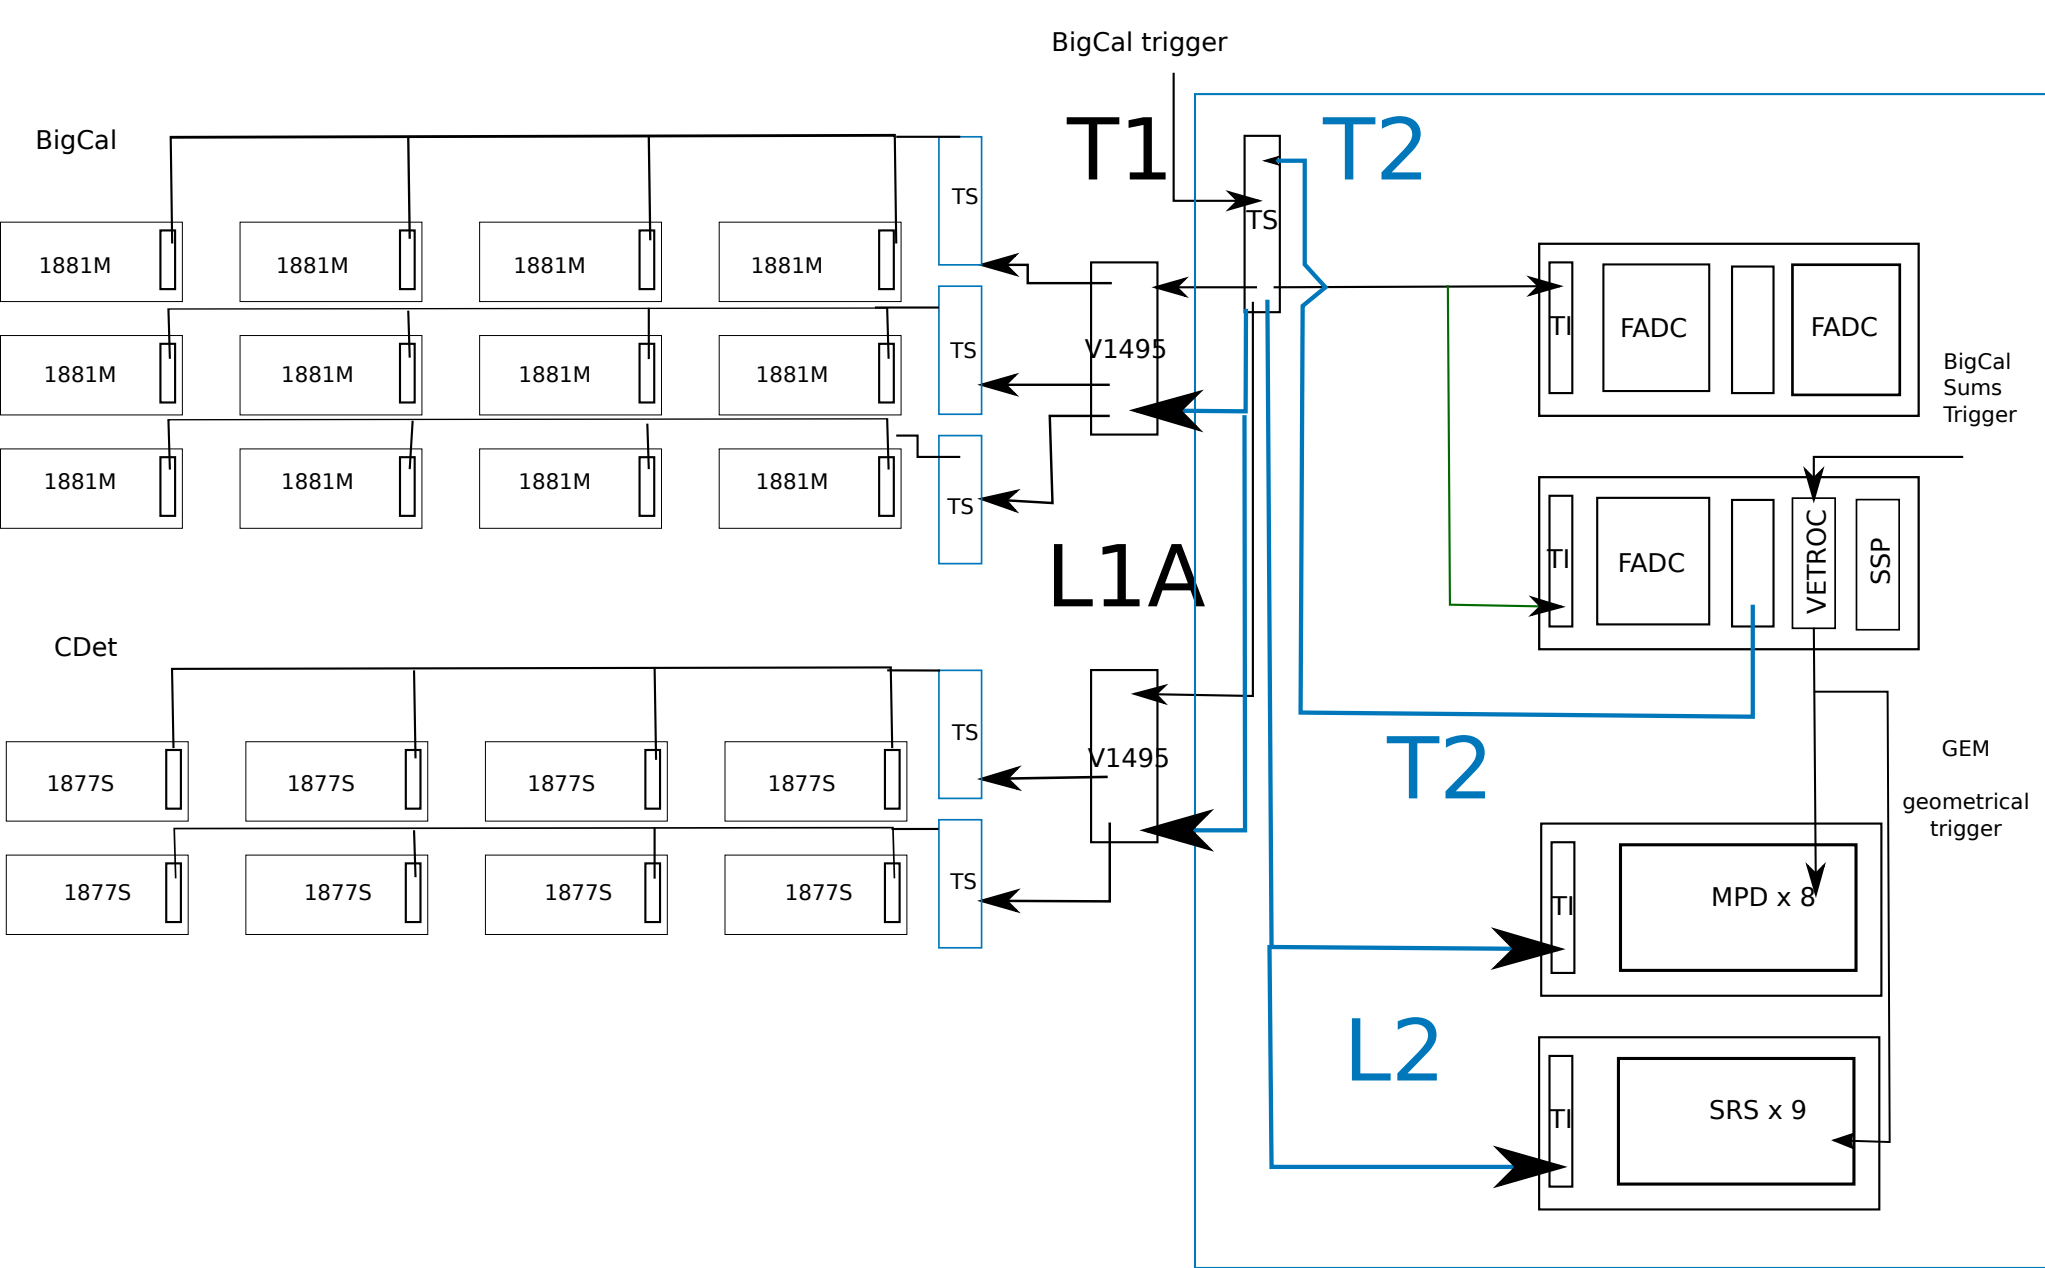 BigCal trigger
T1
T2
BigCal
TS
TS
1881M
1881M
1881M
1881M
TI
FADC
FADC
TS
V1495
BigCal
Sums
Trigger
1881M
1881M
1881M
1881M
1881M
1881M
1881M
1881M
TS
L1A
TI
FADC
VETROC
SSP
CDet
TS
V1495
T2
GEM
1877S
1877S
1877S
1877S
geometrical
trigger
1877S
1877S
1877S
1877S
TS
TI
MPD x 8
L2
TI
SRS x 9